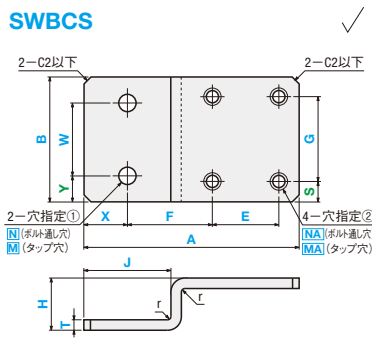 SWBCS
2-C2以下
2-C2以下
B
W
Y
G
S
2-穴指定①
N(ボルト通し穴)
M(タップ穴)
X
F
E
4-穴指定②
NA(ボルト通し穴)
MA(タップ穴)
A
J
H
T
r
r